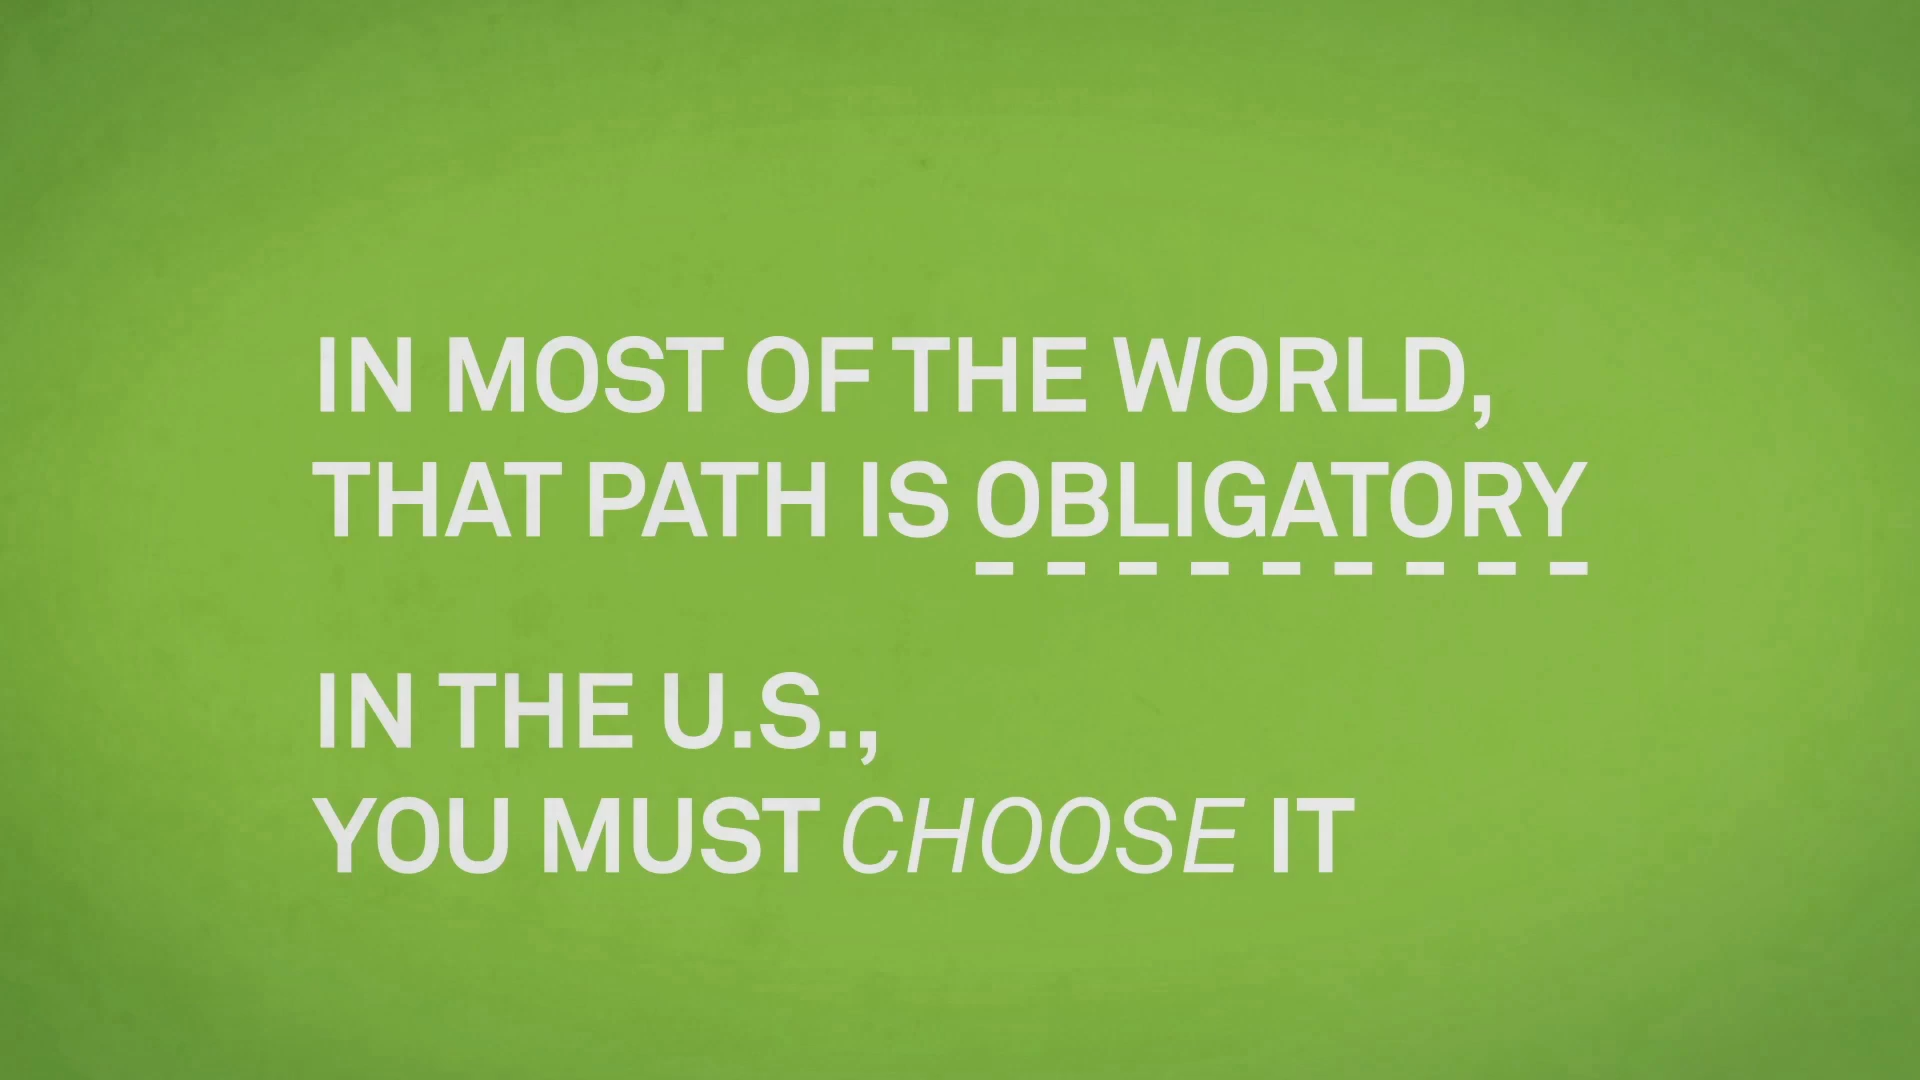 IN MOST OF THE WORLD,
THAT PATH IS OBLIGATORY
IN THE U.S.,
YOU MUST CHOOSE IT